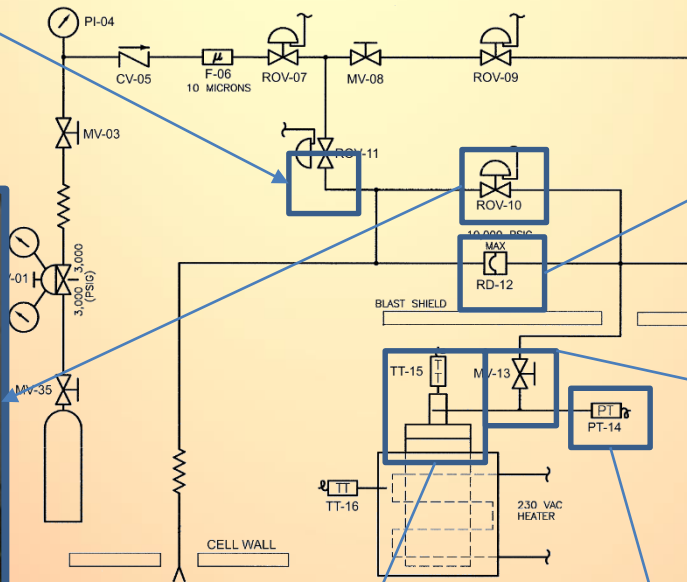 PI-04
CV-05
µ
F-06
10 MICRONS
ROV-07
MV-08
ROV-09
MV-03
ROV-11
ROV-10
10,000 PSIG
MAX
RD-12
3,000
3,000
(PSIG)
-01
BLAST SHIELD
MV-35
TT-15
TT
MV-13
PT
PT-14
TT
TT-16
230 VAC
HEATER
CELL WALL